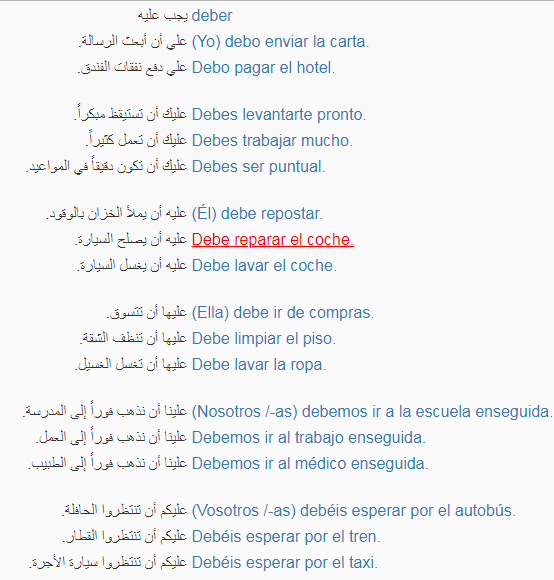 يجب عليه deber
علي أن أبعث الرسالة. (Yo) debo enviar la carta.
علي دفع نفقات الفندق. Debo pagar el hotel.
عليك أن تستيقظ مبكراً. Debes levantarte pronto.
عليك أن تعمل كثيراً. Debes trabajar mucho.
عليك أن تكون دقيقاً في المواعيد. Debes ser puntual.
عليه أن يملأ الخزان بالوقود. (Él) debe repostar.
عليه أن يصلح السيارة. Debe reparar el coche.
عليه أن يغسل السيارة. Debe lavar el coche.
عليها أن تتسوق. (Ella) debe ir de compras.
عليها أن تنظف الشقة. Debe limpiar el piso.
عليها أن تغسل الغسيل. Debe lavar la ropa.
علينا أن نذهب فوراً إلى المدرسة. (Nosotros /-as) debemos ir a la escuela enseguida.
علينا أن نذهب فوراً إلى العمل. Debemos ir al trabajo enseguida.
علينا أن نذهب فوراً إلى الطبيب. Debemos ir al médico enseguida.
عليكم أن تنتظروا الحافلة. (Vosotros /-as) debéis esperar por el autobús.
عليكم أن تنتظروا القطار. Debéis esperar por el tren.
عليكم أن تنتظروا سيارة الأجرة. Debéis esperar por el taxi.